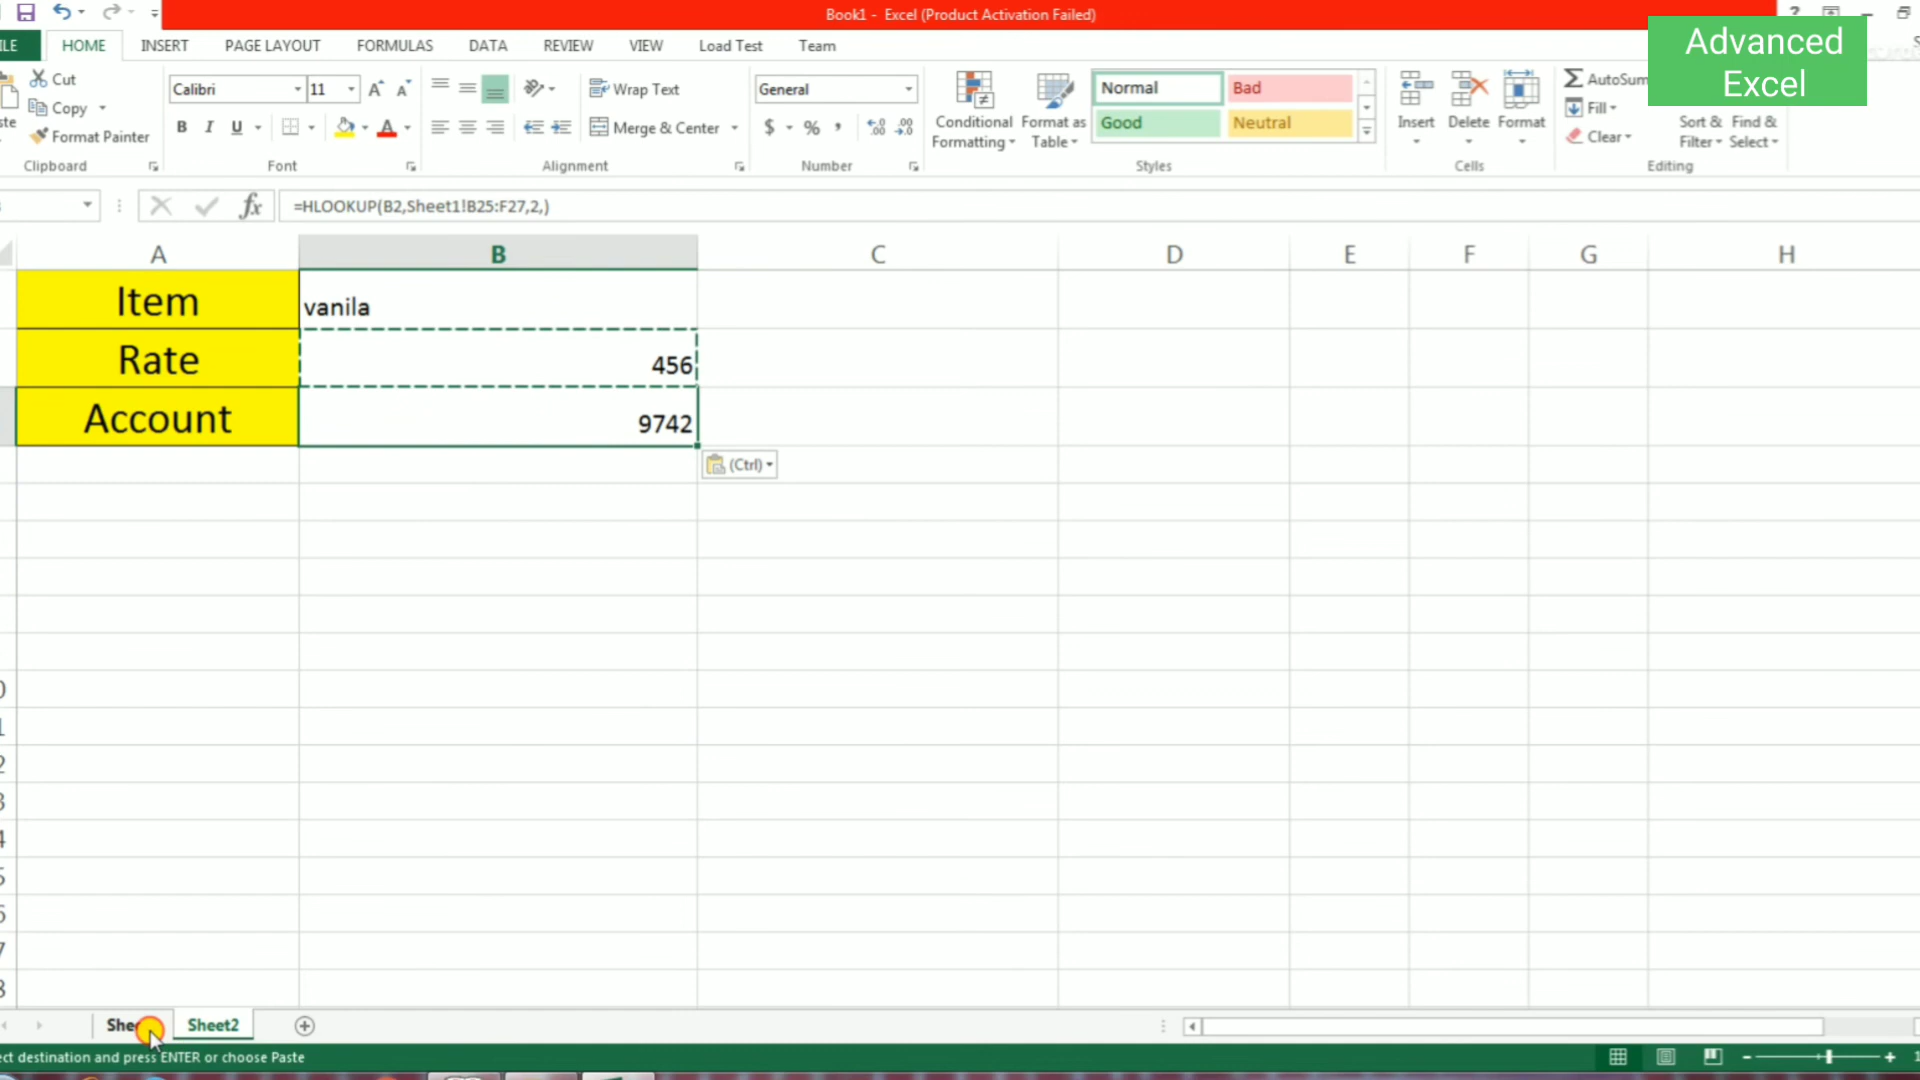 Book1 - Excel (Product Activation Failed)
?
Advanced
Excel
HOME INSERT PAGE LAYOUT FORMULAS DATA REVIEW VIEW Load Test Team
Cut
Copy
Format Painter
Clipboard
Calibri 11
B I U
Font
Wrap Text
Merge & Center
Alignment
General
$ % ,
Number
Conditional
Formatting
Format as
Table
Normal Bad
Good Neutral
Styles
Insert Delete Format
Cells
AutoSum
Fill
Clear
Sort &
Filter
Find &
Select
Editing
fx =HLOOKUP(B2,Sheet1!B25:F27,2,)
A B C D E F G H
Item vanila
Rate 456
Account 9742
(Ctrl)
Sheet2
destination and press ENTER or choose Paste